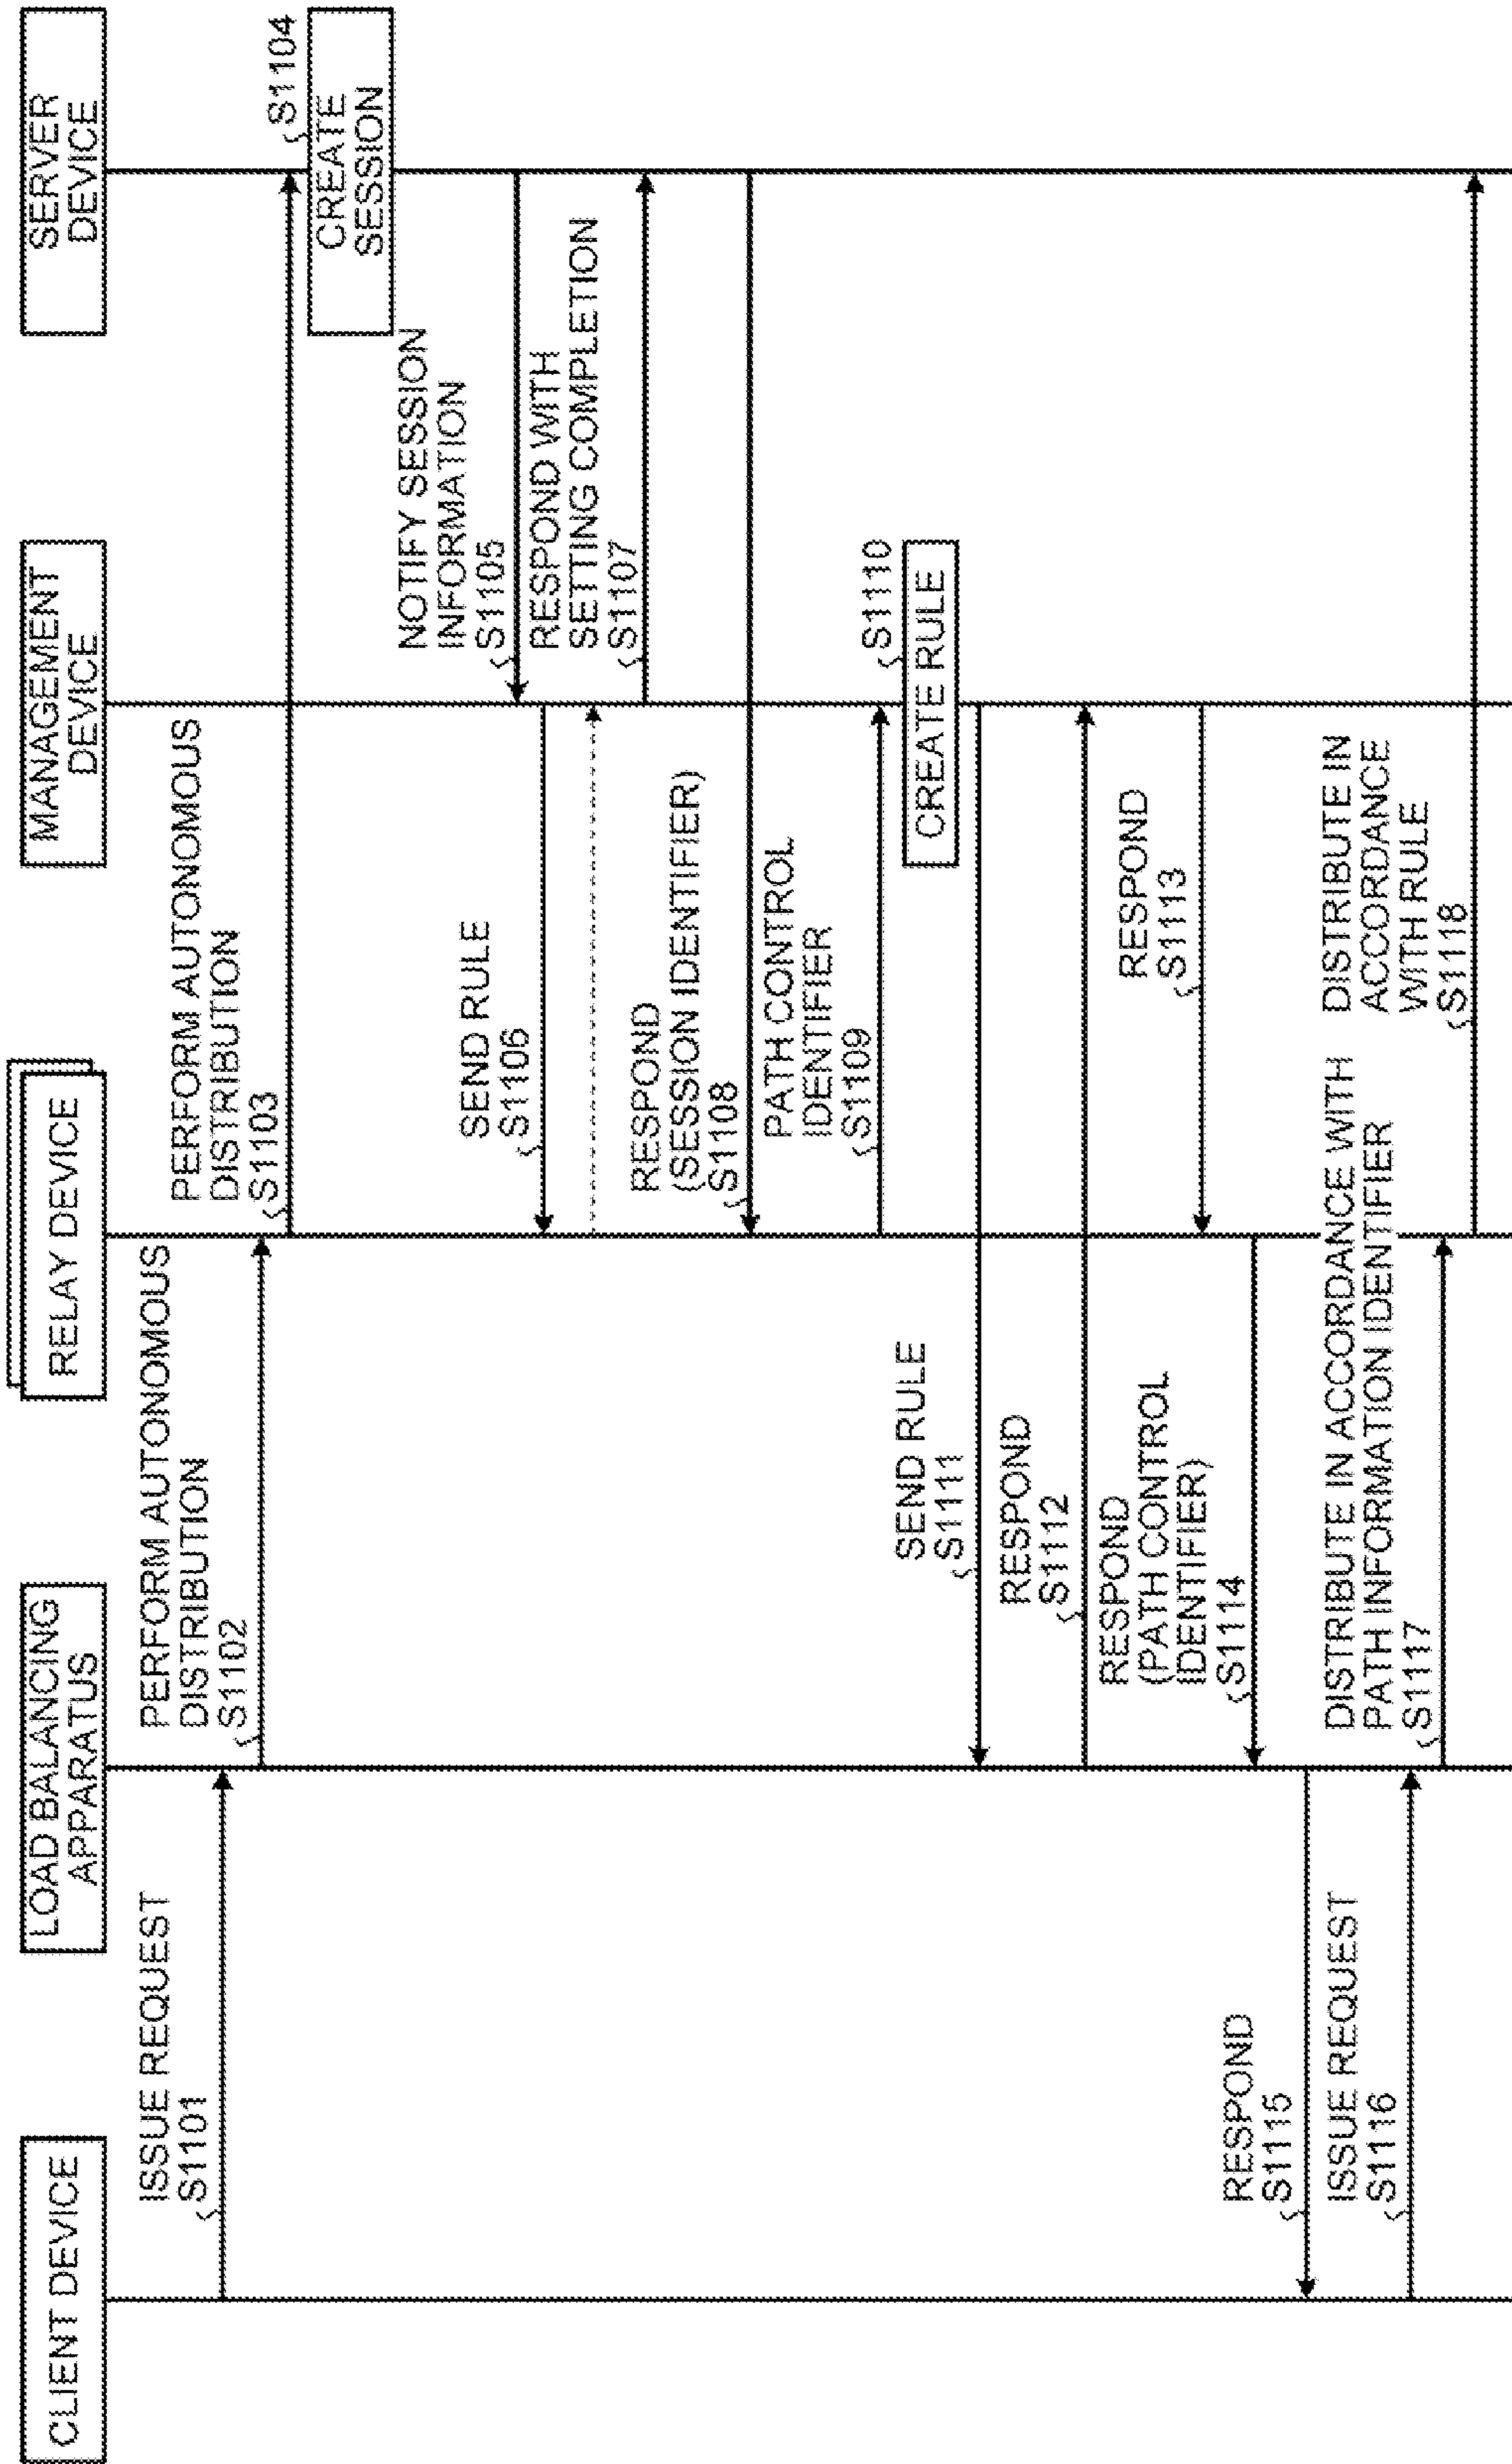 CLIENT DEVICE
LOAD BALANCING
APPARATUS
RELAY DEVICE
MANAGEMENT
DEVICE
SERVER
DEVICE
ISSUE REQUEST
S1101
PERFORM AUTONOMOUS
DISTRIBUTION
S1102
PERFORM AUTONOMOUS
DISTRIBUTION
S1103
S1104
CREATE
SESSION
NOTIFY SESSION
INFORMATION
S1105
SEND RULE
S1106
RESPOND WITH
SETTING COMPLETION
S1107
RESPOND
(SESSION IDENTIFIER)
S1108
PATH CONTROL
IDENTIFIER
S1109
S1110
CREATE RULE
SEND RULE
S1111
RESPOND
S1112
RESPOND
S1113
RESPOND
(PATH CONTROL
IDENTIFIER)
S1114
RESPOND
S1115
ISSUE REQUEST
S1116
DISTRIBUTE IN ACCORDANCE WITH
PATH INFORMATION IDENTIFIER
S1117
DISTRIBUTE IN
ACCORDANCE
WITH RULE
S1118